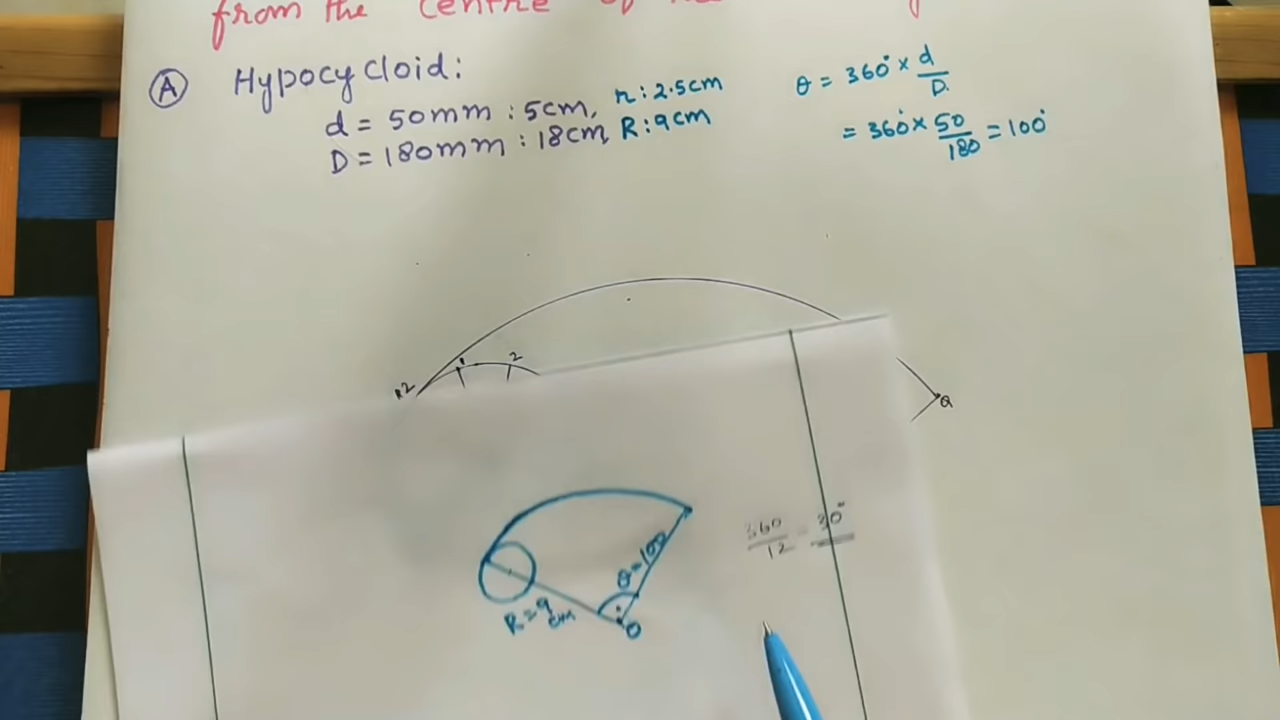 from the centre of
Ⓐ Hypocycloid:
d = 50mm : 5cm, r : 2.5cm
D = 180mm : 18cm, R : 9cm
θ = 360° × d/D.
= 360° × 50/180 = 100°
1 2
12
Q
360/12 = 30°
θ = 100
R = 9 cm
O